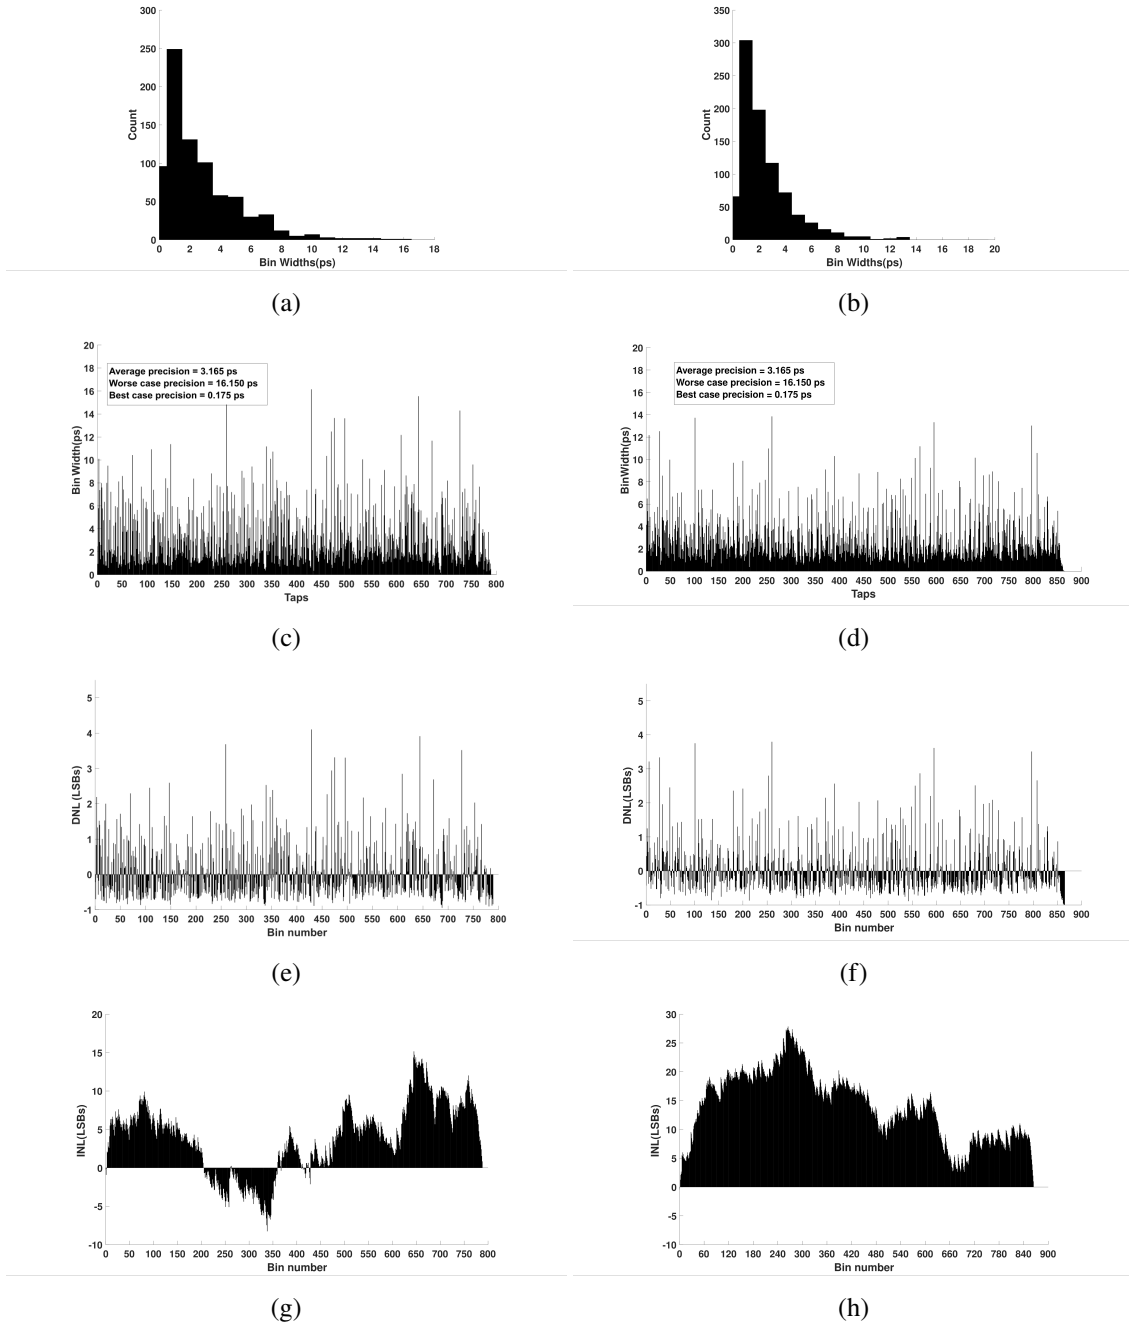 300
250
200
150
100
50
0
Count
0 2 4 6 8 10 12 14 16 18
Bin Widths(ps)
(a)
350
300
250
200
150
100
50
0
Count
0 2 4 6 8 10 12 14 16 18 20
Bin Widths(ps)
(b)
20
18
16
14
12
10
8
6
4
2
0
BinWidth(ps)
Average precision = 3.165 ps
Worse case precision = 16.150 ps
Best case precision = 0.175 ps
0 50 100 150 200 250 300 350 400 450 500 550 600 650 700 750 800
Taps
(c)
20
18
16
14
12
10
8
6
4
2
0
BinWidth(ps)
Average precision = 3.165 ps
Worse case precision = 16.150 ps
Best case precision = 0.175 ps
0 50 100 150 200 250 300 350 400 450 500 550 600 650 700 750 800 850 900
Taps
(d)
5
4
3
2
1
0
-1
DNL (LSBs)
0 50 100 150 200 250 300 350 400 450 500 550 600 650 700 750 800
Bin number
(e)
5
4
3
2
1
0
-1
DNL(LSBs)
0 50 100 150 200 250 300 350 400 450 500 550 600 650 700 750 800 850 900
Bin number
(f)
20
15
10
5
0
-5
-10
INL(LSBs)
0 50 100 150 200 250 300 350 400 450 500 550 600 650 700 750 800
Bin number
(g)
30
25
20
15
10
5
0
-5
-10
INL(LSBs)
0 60 120 180 240 300 360 420 480 540 600 660 720 780 840 900
Bin number
(h)